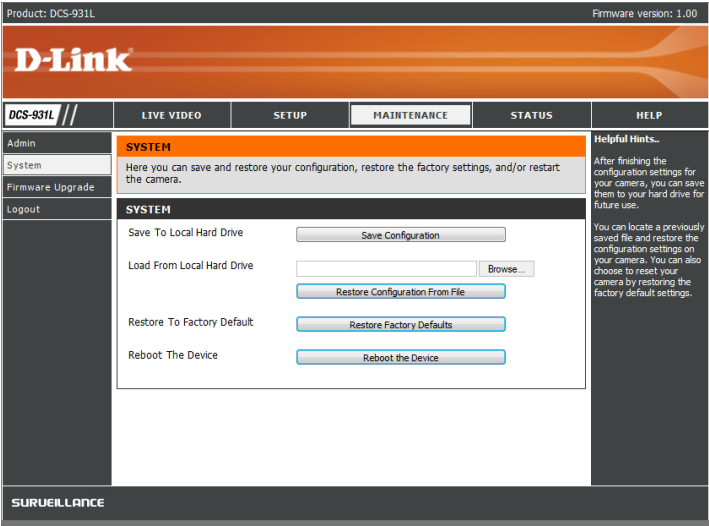 Product: DCS-931L
Firmware version: 1.00
D-Link
DCS-931L
LIVE VIDEO
SETUP
MAINTENANCE
STATUS
HELP
Admin
System
Firmware Upgrade
Logout
SYSTEM
Here you can save and restore your configuration, restore the factory settings, and/or restart
the camera.
SYSTEM
Save To Local Hard Drive
Save Configuration
Load From Local Hard Drive
Browse...
Restore Configuration From File
Restore To Factory Default
Restore Factory Defaults
Reboot The Device
Reboot the Device
Helpful Hints..
After finishing the
configuration settings for
your camera, you can save
them to your hard drive for
future use.
You can locate a previously
saved file and restore the
configuration settings on
your camera. You can also
choose to reset your
camera by restoring the
factory default settings.
SURVEILLANCE